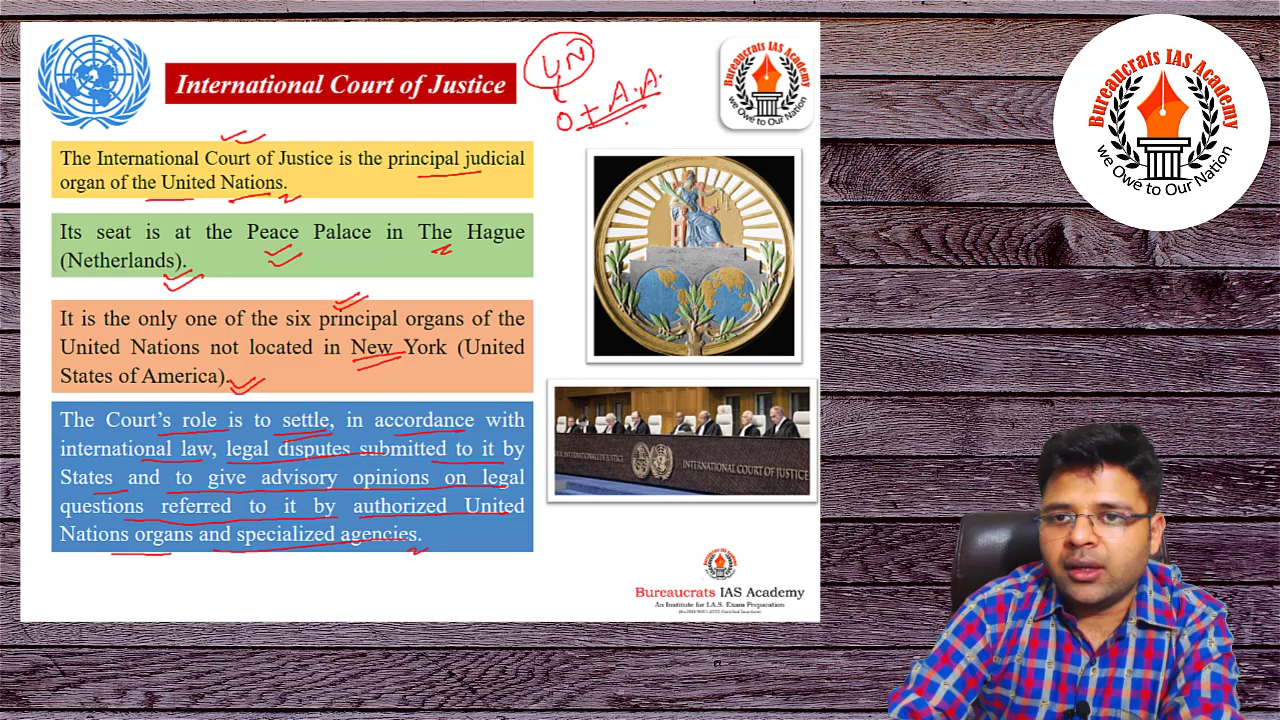 International Court of Justice
UN
O + A.A.
Bureaucrats IAS Academy
We Owe to Our Nation
Bureaucrats IAS Academy
We Owe to Our Nation
The International Court of Justice is the principal judicial
organ of the United Nations.
Its seat is at the Peace Palace in The Hague
(Netherlands).
It is the only one of the six principal organs of the
United Nations not located in New York (United
States of America).
The Court's role is to settle, in accordance with
international law, legal disputes submitted to it by
States and to give advisory opinions on legal
questions referred to it by authorized United
Nations organs and specialized agencies.
INTERNATIONAL COURT OF JUSTICE
Bureaucrats IAS Academy
An Institute for I.A.S. Exam Preparation